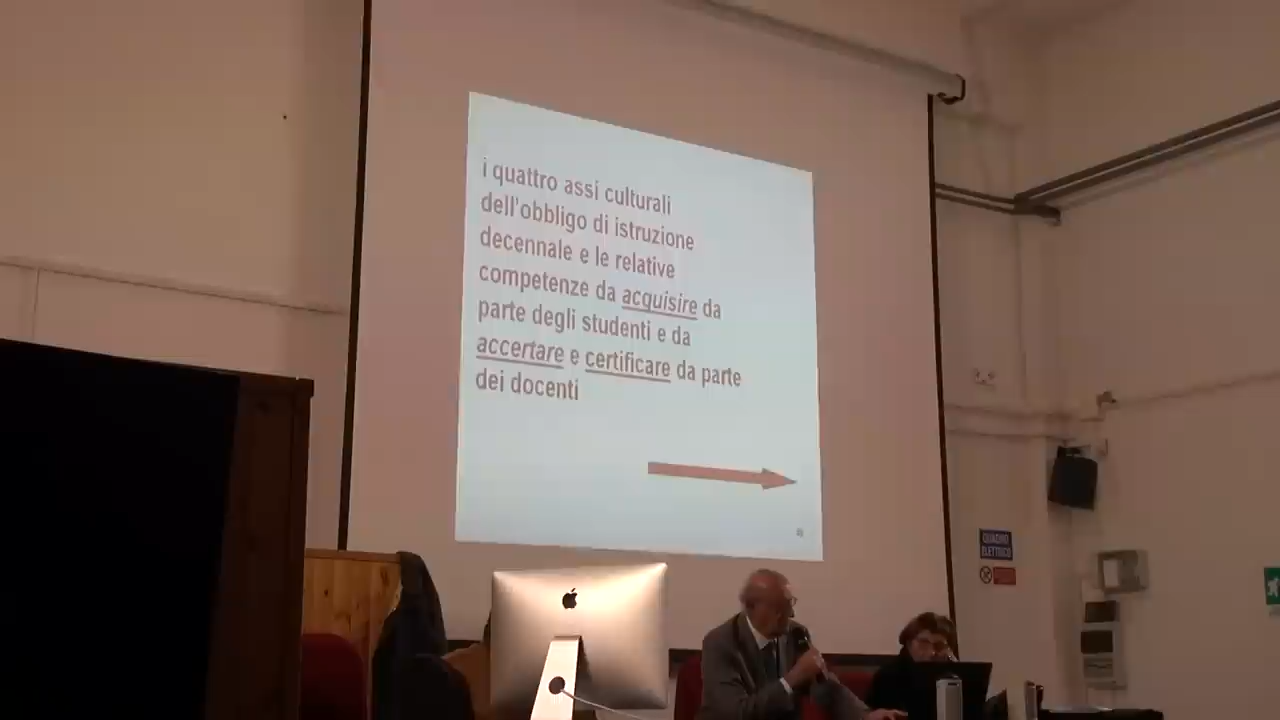 i quattro assi culturali
dell'obbligo di istruzione
decennale e le relative
competenze da acquisire da
parte degli studenti e da
accertare e certificare da parte
dei docenti
QUADRO
ELETTRICO